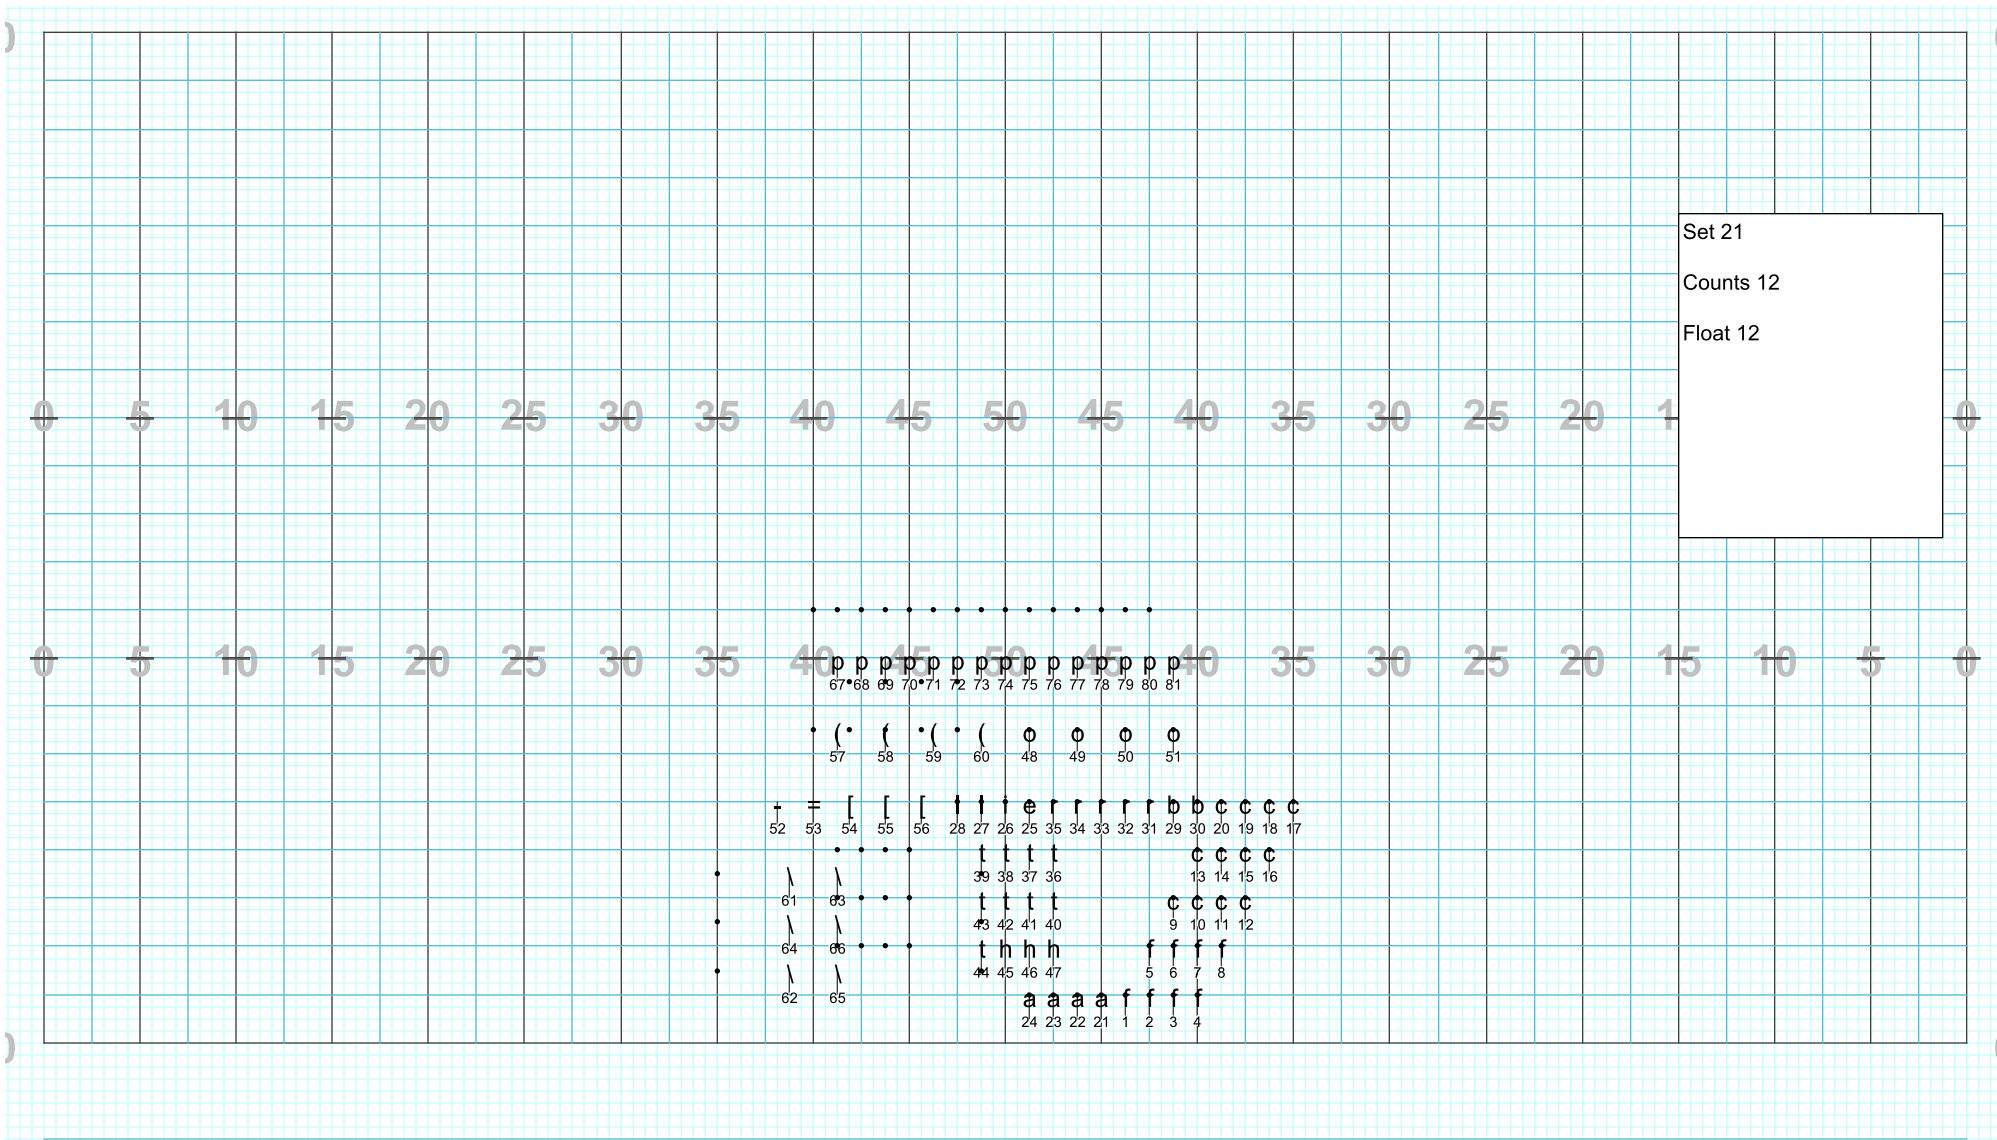 Set 21
Counts 12
Float 12
0 5 10 15 20 25 30 35 40 45 50 45 40 35 30 25 20 0
0 5 10 15 20 25 30 35 40 45 50 45 40 35 30 25 20 15 10 5 0
p p p p p p p p p p p p p p p
67 68 69 70 71 72 73 74 75 76 77 78 79 80 81
( ( ( ( o o o o
57 58 59 60 48 49 50 51
- = [ [ [ l l i e r r r r r b b c c c c
52 53 54 55 56 28 27 26 25 35 34 33 32 31 29 30 20 19 18 17
t t t t c c c c
39 38 37 36 13 14 15 16
\ \
61 63
t t t t c c c c
43 42 41 40 9 10 11 12
\ \
64 66
t h h h f f f f
44 45 46 47 5 6 7 8
\ \
62 65
a a a a f f f f
24 23 22 21 1 2 3 4